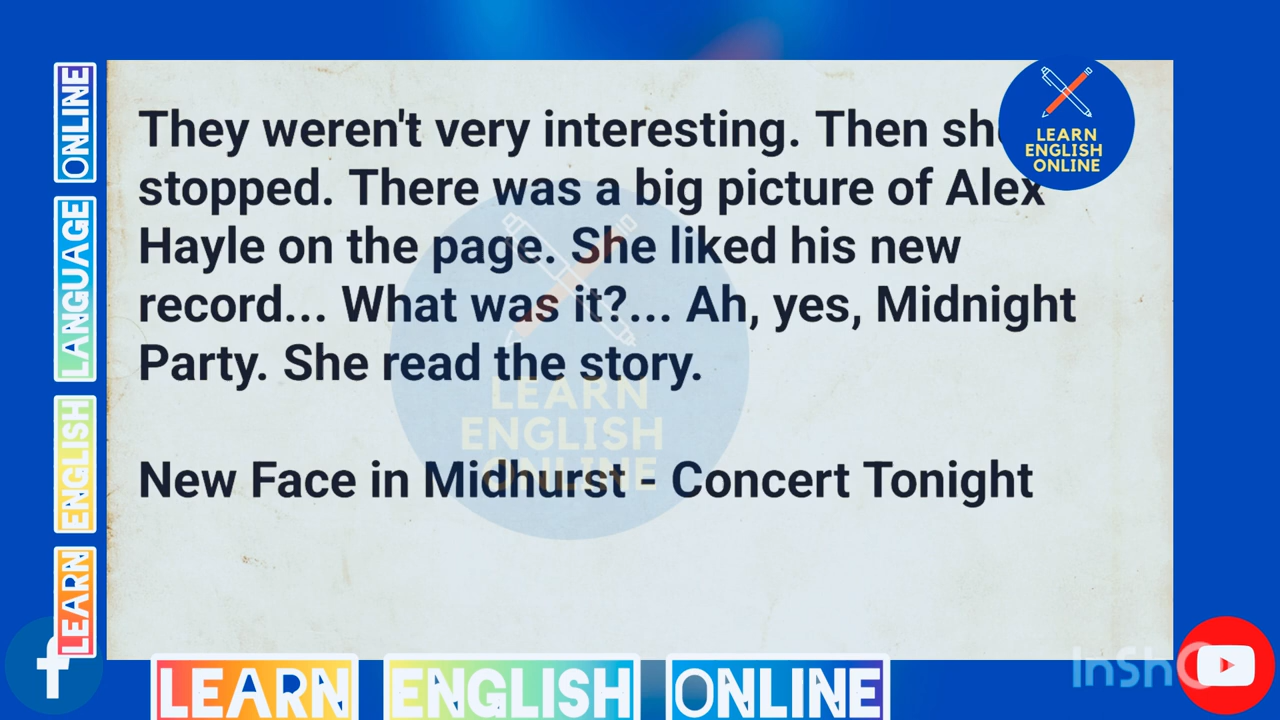 They weren't very interesting. Then she
stopped. There was a big picture of Alex
Hayle on the page. She liked his new
record... What was it?... Ah, yes, Midnight
Party. She read the story.
New Face in Midhurst - Concert Tonight
LEARN
ENGLISH
ONLINE
LEARN
ENGLISH
ONLINE
LEARN ENGLISH LANGUAGE ONLINE
LEARN ENGLISH ONLINE